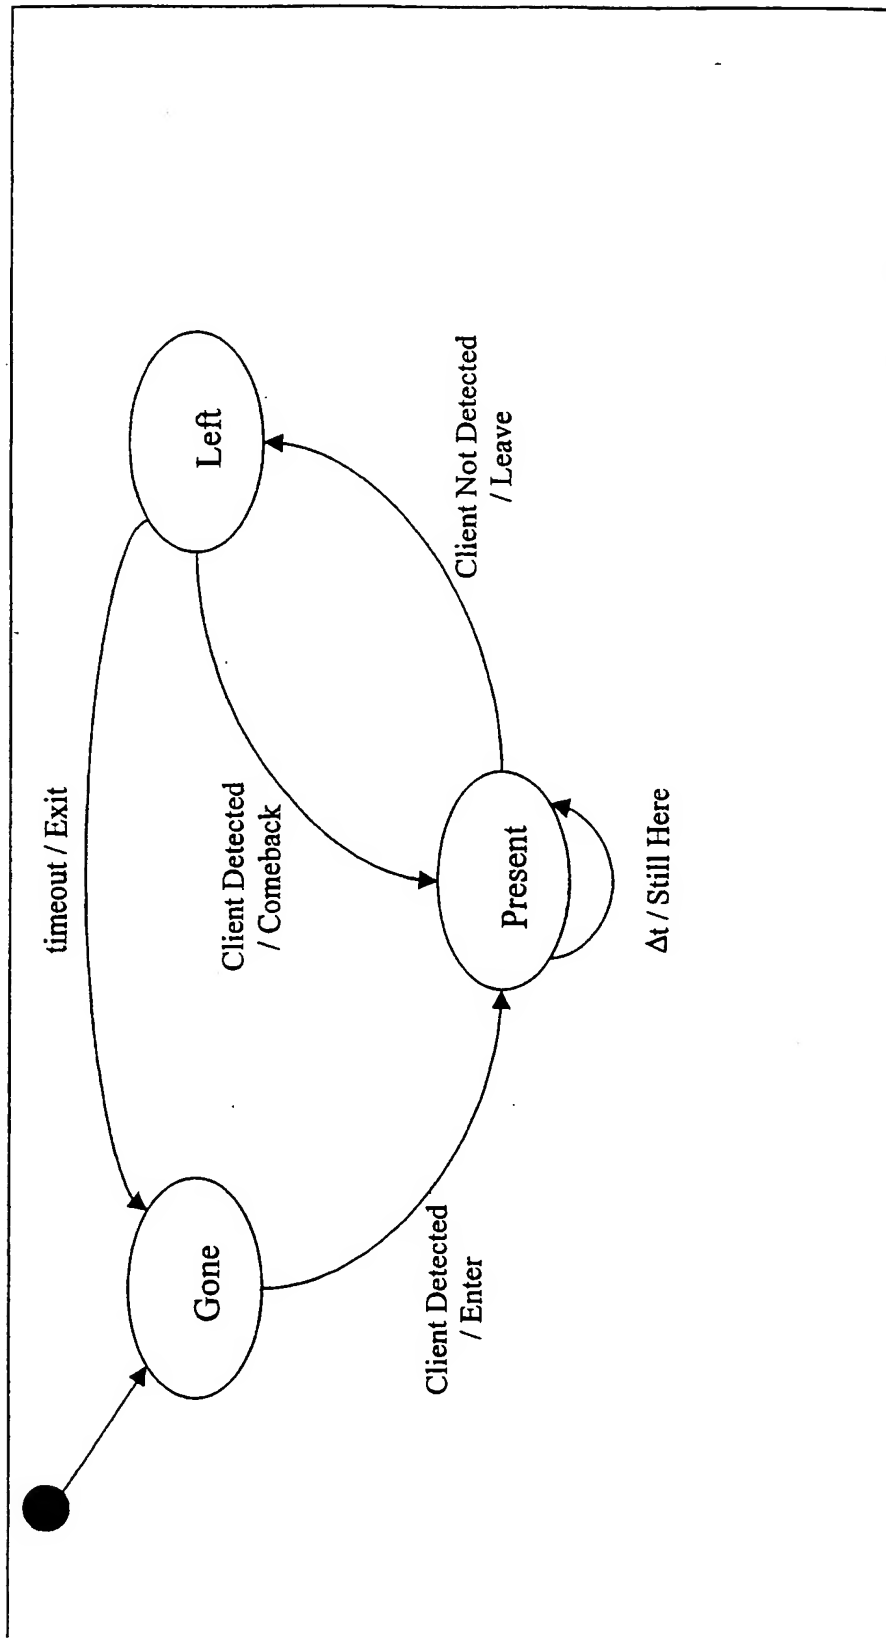 timeout / Exit
Gone
Left
Client Detected
/ Comeback
Client Detected
/ Enter
Present
Client Not Detected
/ Leave
Δt / Still Here